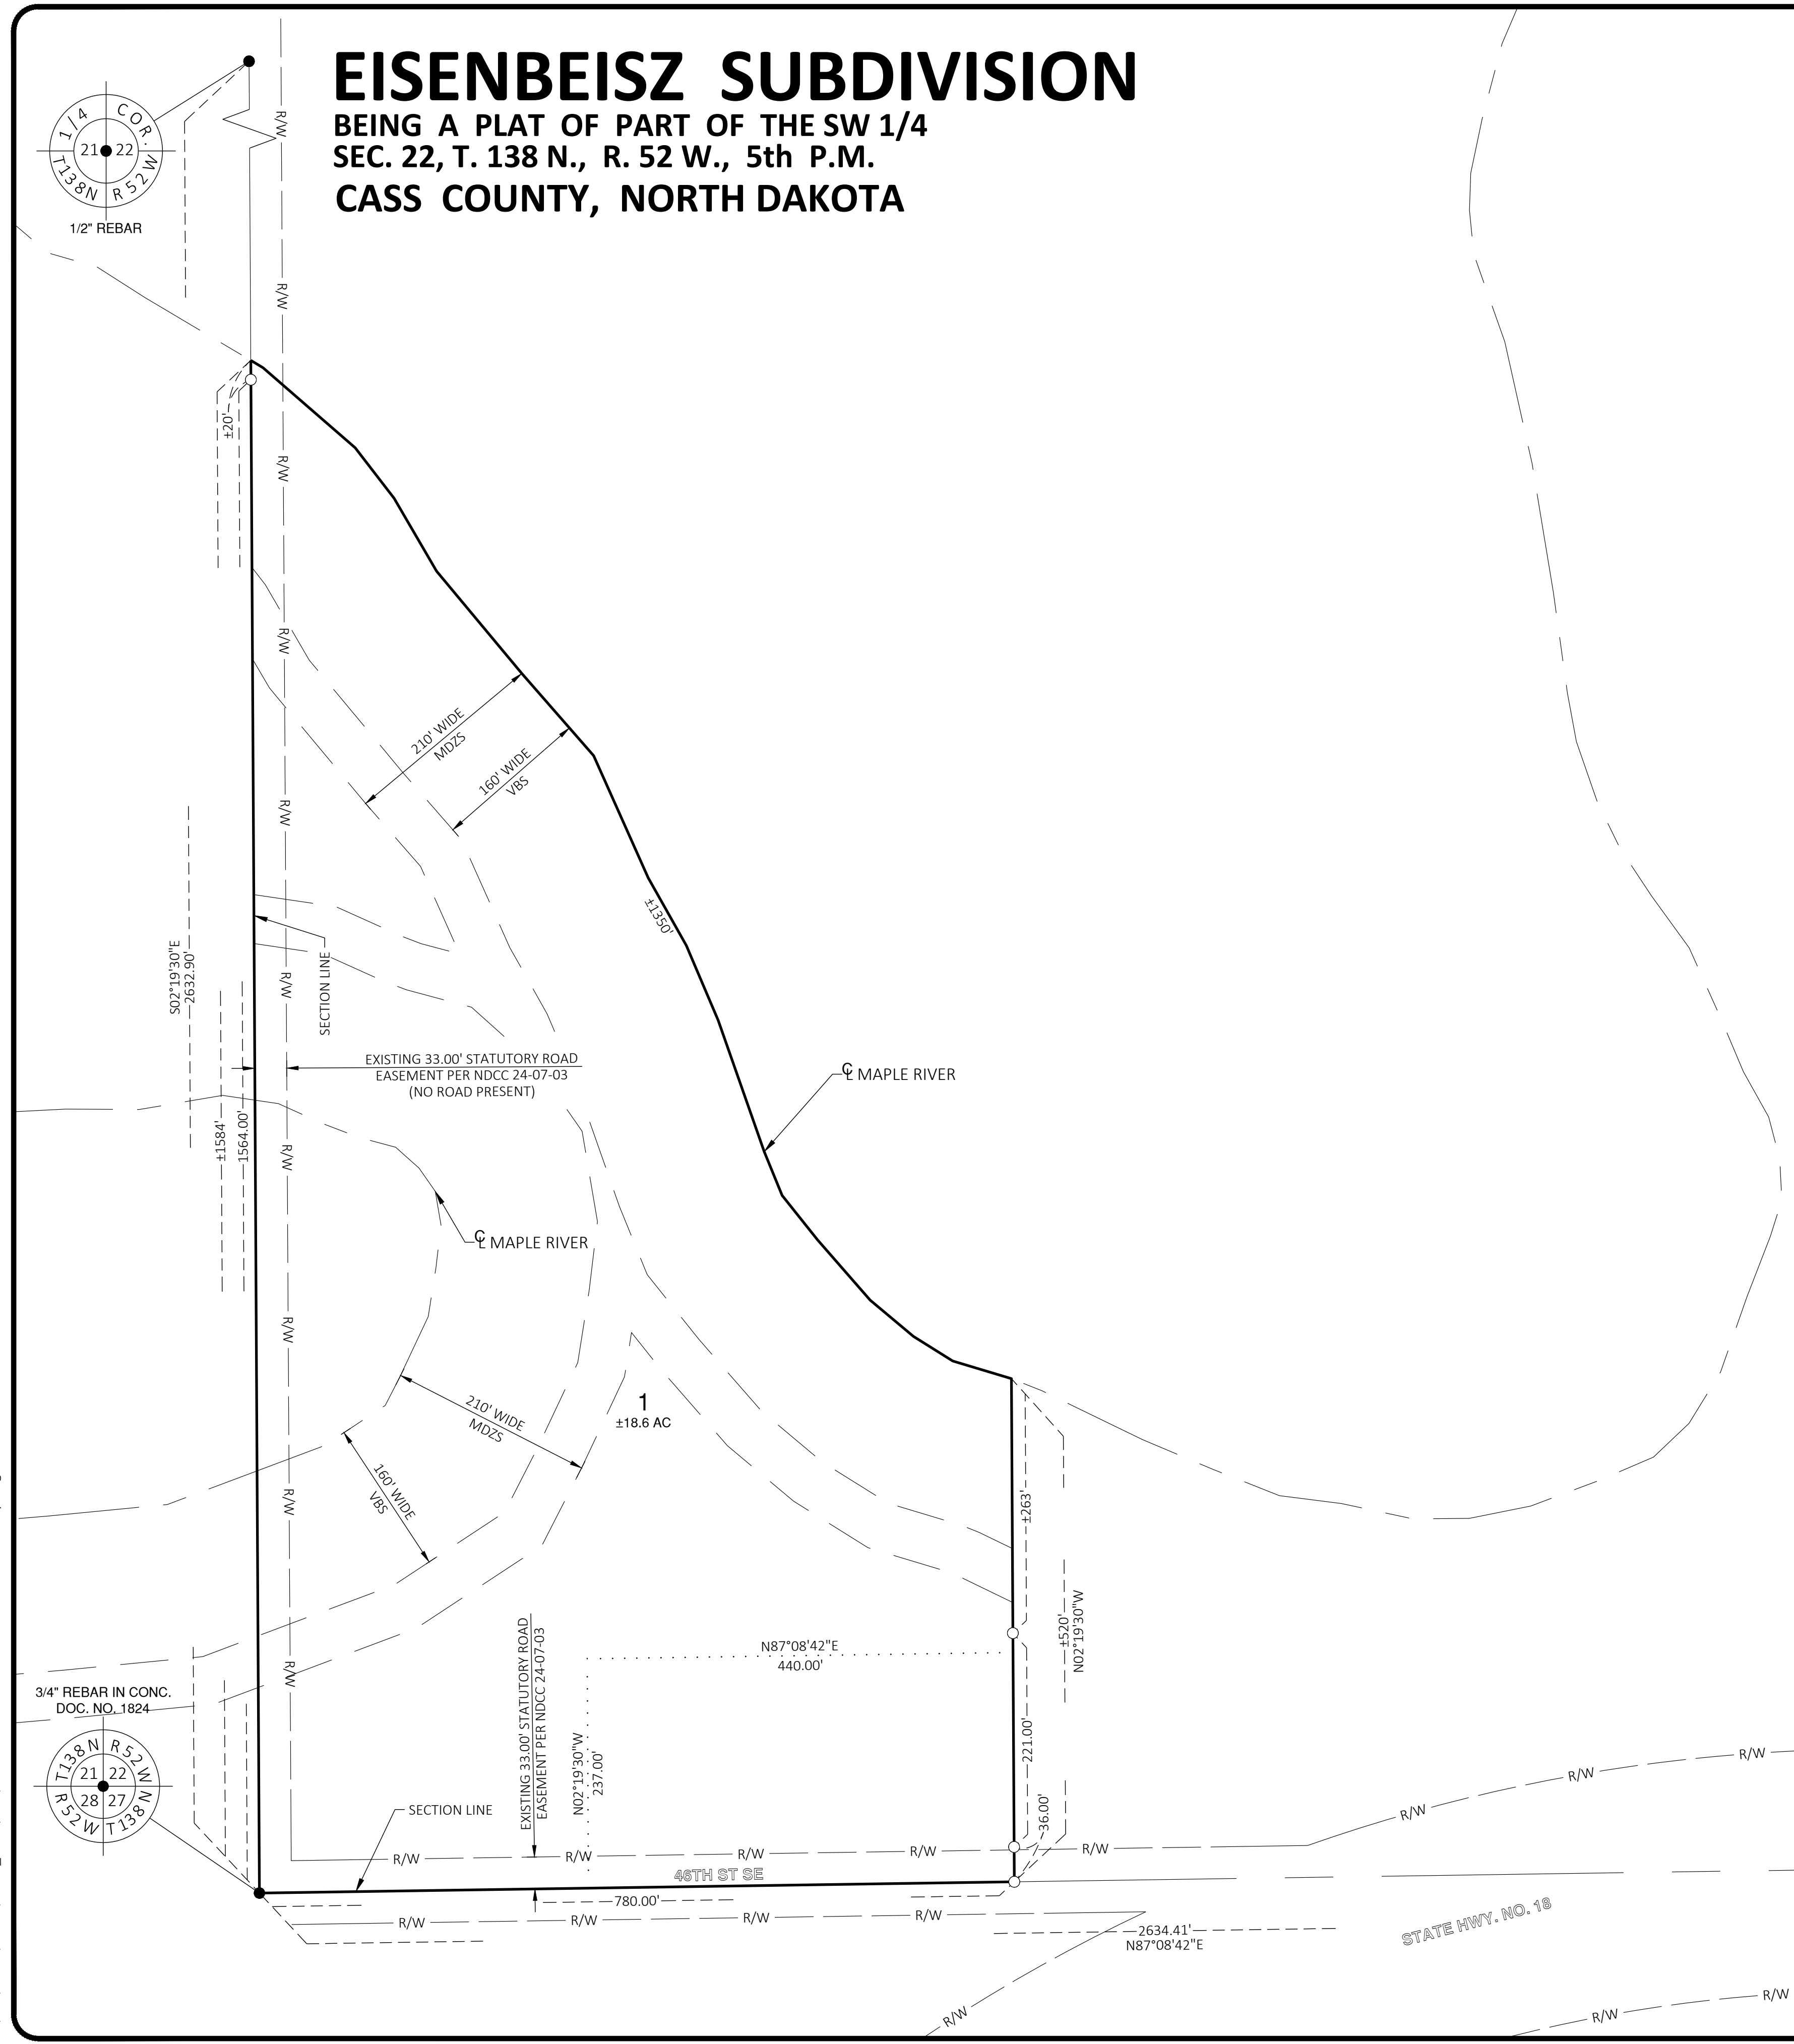 EISENBEISZ SUBDIVISION
BEING A PLAT OF PART OF THE SW 1/4
SEC. 22, T. 138 N., R. 52 W., 5th P.M.
CASS COUNTY, NORTH DAKOTA
1/4 COR.
21 22
T138N R52W
1/2" REBAR
R/W
R/W
±20'
R/W
R/W
210' WIDE
MDZS
160' WIDE
VBS
R/W
±1350'
S02°19'30"E
2632.90'
SECTION LINE
R/W
EXISTING 33.00' STATUTORY ROAD
EASEMENT PER NDCC 24-07-03
(NO ROAD PRESENT)
℄ MAPLE RIVER
±1584'
1564.00'
R/W
℄ MAPLE RIVER
R/W
210' WIDE
MDZS
1
±18.6 AC
160' WIDE
VBS
R/W
±263'
±520'
N02°19'30"W
N87°08'42"E
440.00'
R/W
EXISTING 33.00' STATUTORY ROAD
EASEMENT PER NDCC 24-07-03
N02°19'30"W
237.00'
221.00'
36.00'
3/4" REBAR IN CONC.
DOC. NO. 1824
T138N R52W
21 22
28 27
R52W T138N
SECTION LINE
R/W
R/W
R/W
R/W
R/W
R/W
R/W
R/W
46TH ST SE
780.00'
R/W
R/W
R/W
R/W
2634.41'
N87°08'42"E
STATE HWY. NO. 18
R/W
R/W
R/W